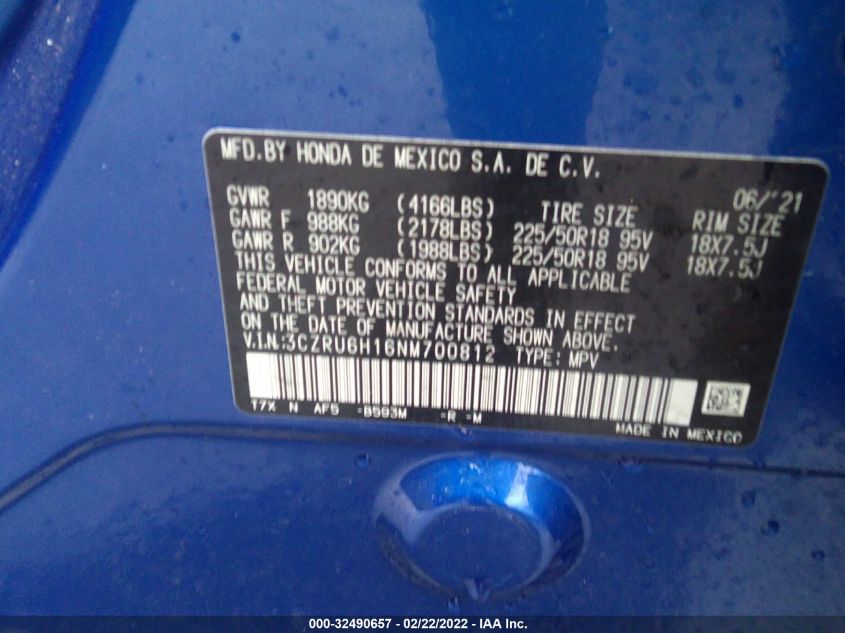 MFD.BY HONDA DE MEXICO S.A. DE C.V.
06/'21
GVWR 1890KG (4166LBS) TIRE SIZE RIM SIZE
GAWR F 988KG (2178LBS) 225/50R18 95V 18X7.5J
GAWR R 902KG (1988LBS) 225/50R18 95V 18X7.5J
THIS VEHICLE CONFORMS TO ALL APPLICABLE
FEDERAL MOTOR VEHICLE SAFETY
AND THEFT PREVENTION STANDARDS IN EFFECT
ON THE DATE OF MANUFACTURE SHOWN ABOVE.
V.I.N:3CZRU6H16NM700812 TYPE: MPV
T7X N AF5 -B593M -R -M
MADE IN MEXICO
000-32490657 - 02/22/2022 - IAA Inc.